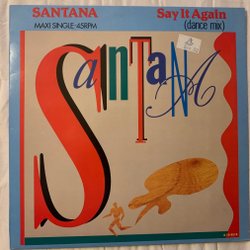 SANTANA
Say It Again
MAXI SINGLE·45RPM
(dance mix)
SanTanA